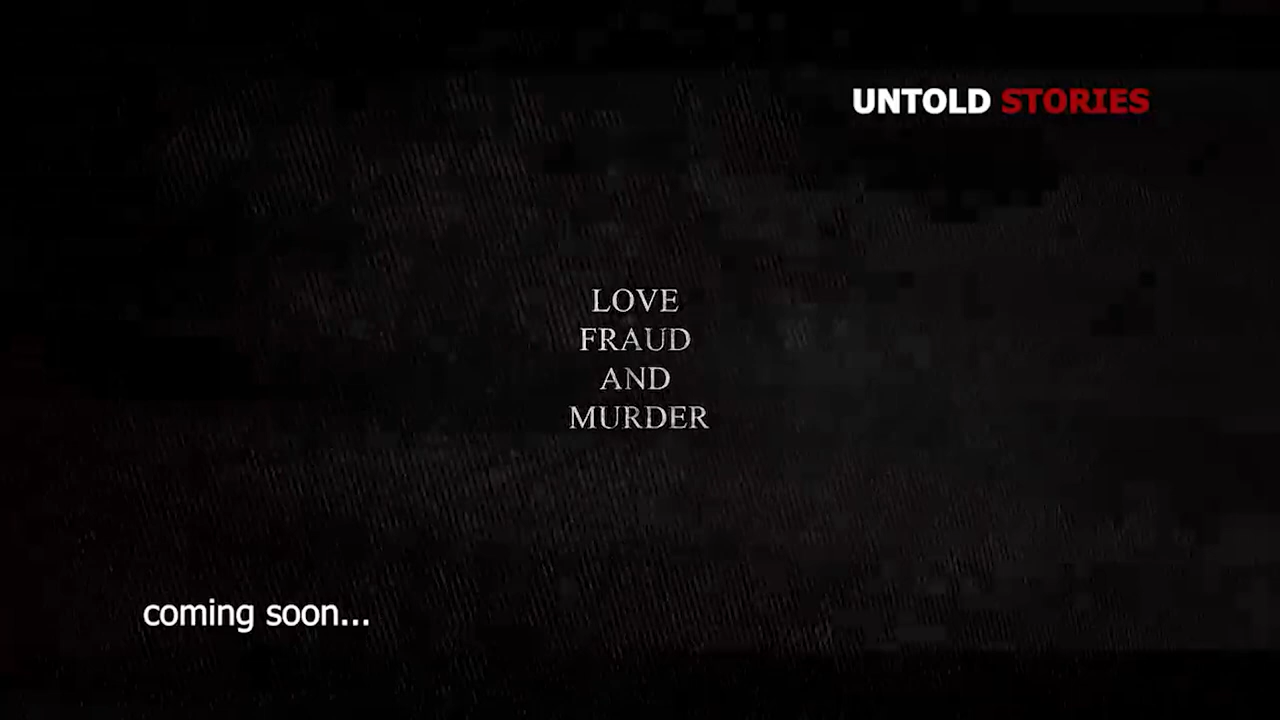 UNTOLD STORIES
LOVE
FRAUD
AND
MURDER
coming soon...